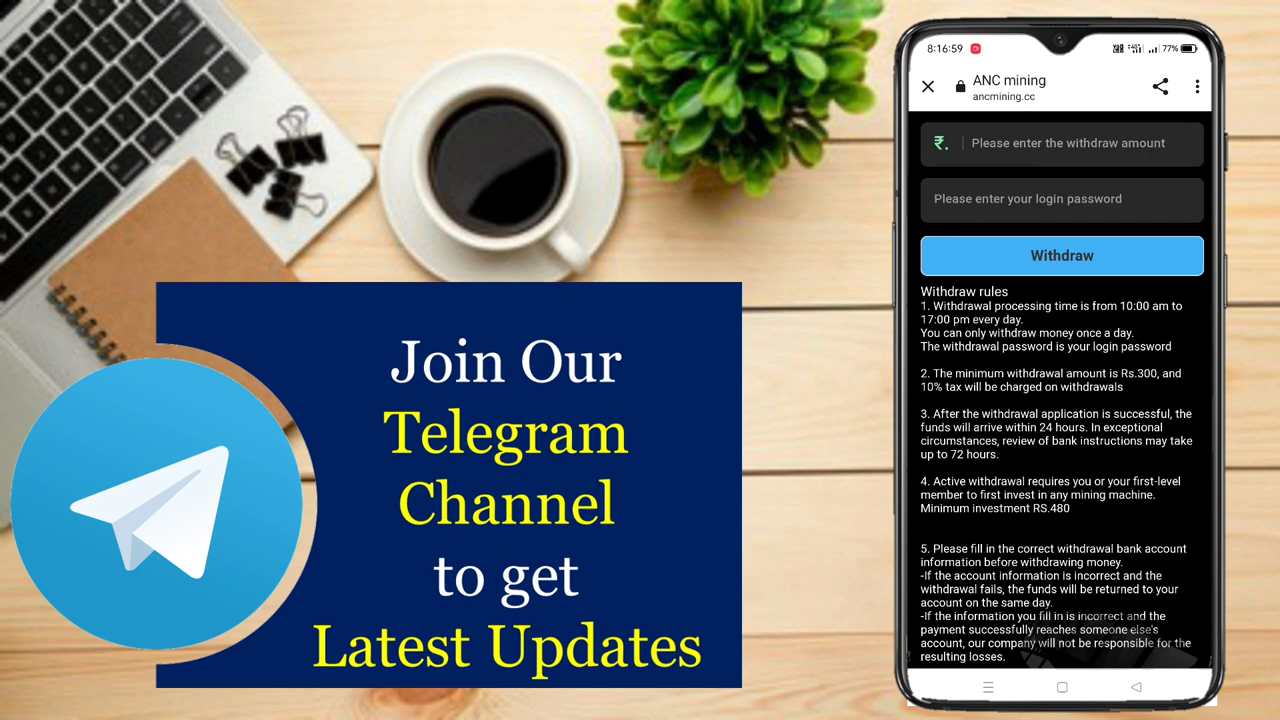 Join Our
Telegram
Channel
to get
Latest Updates
8:16:59
77%
ANC mining
ancmining.cc
₹.
Please enter the withdraw amount
Please enter your login password
Withdraw
Withdraw rules
1. Withdrawal processing time is from 10:00 am to
17:00 pm every day.
You can only withdraw money once a day.
The withdrawal password is your login password
2. The minimum withdrawal amount is Rs.300, and
10% tax will be charged on withdrawals
3. After the withdrawal application is successful, the
funds will arrive within 24 hours. In exceptional
circumstances, review of bank instructions may take
up to 72 hours.
4. Active withdrawal requires you or your first-level
member to first invest in any mining machine.
Minimum investment RS.480
5. Please fill in the correct withdrawal bank account
information before withdrawing money.
-If the account information is incorrect and the
withdrawal fails, the funds will be returned to your
account on the same day.
-If the information you fill in is incorrect and the
payment successfully reaches someone else's
account, our company will not be responsible for the
resulting losses.